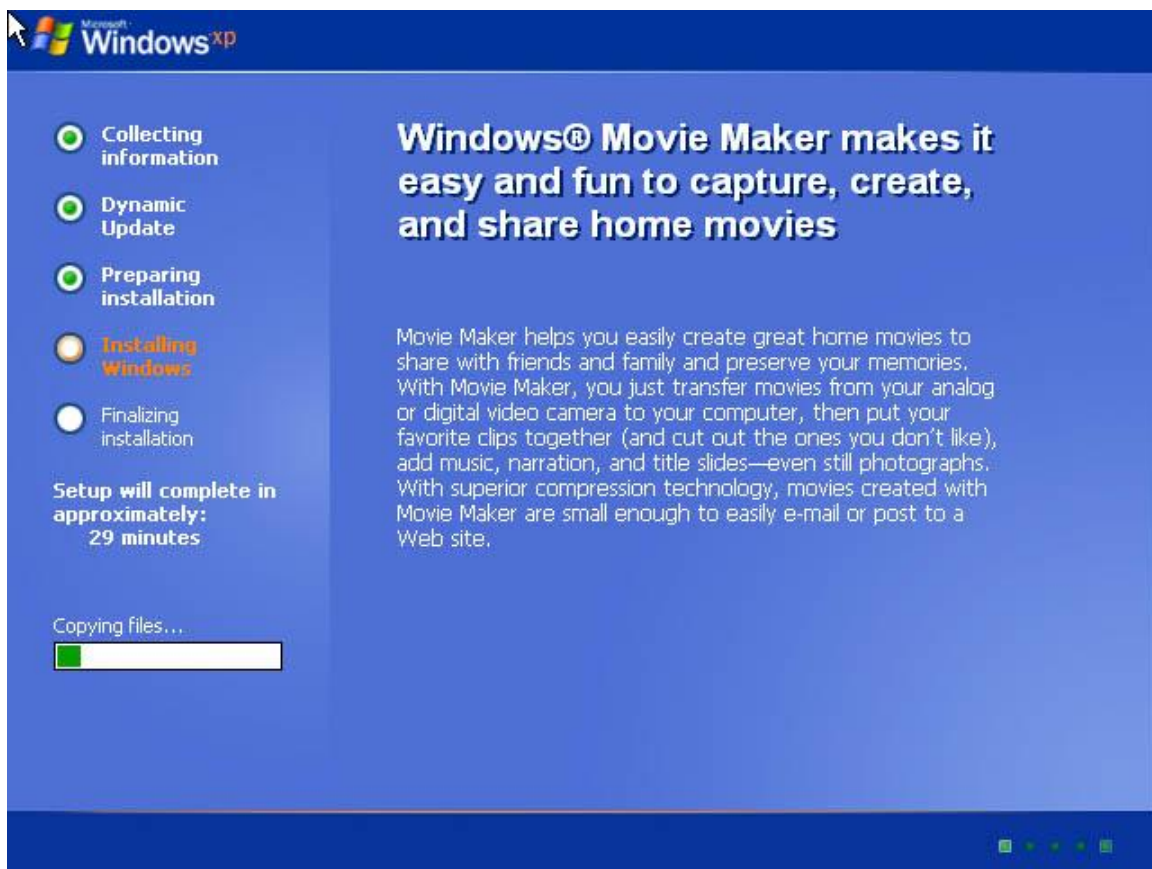 Microsoft
Windows xp
Collecting
information
Dynamic
Update
Preparing
installation
Installing
Windows
Finalizing
installation
Setup will complete in
approximately:
29 minutes
Copying files...
Windows® Movie Maker makes it
easy and fun to capture, create,
and share home movies
Movie Maker helps you easily create great home movies to
share with friends and family and preserve your memories.
With Movie Maker, you just transfer movies from your analog
or digital video camera to your computer, then put your
favorite clips together (and cut out the ones you don't like),
add music, narration, and title slides—even still photographs.
With superior compression technology, movies created with
Movie Maker are small enough to easily e-mail or post to a
Web site.